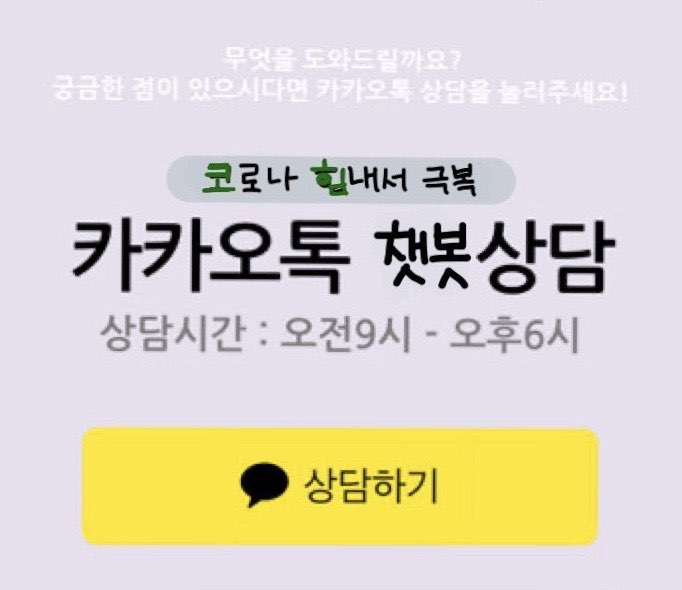 무엇을 도와드릴까요?
궁금한 점이 있으시다면 카카오톡 상담을 눌러주세요!
코로나 힘내서 극복
카카오톡 챗봇상담
상담시간 : 오전9시 - 오후6시
상담하기